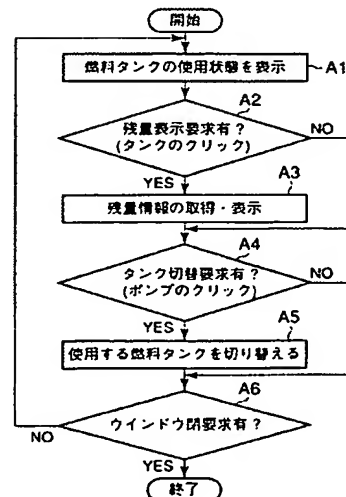 開始
燃料タンクの使用状態を表示
A1
A2
残量表示要求有?
(タンクのクリック)
NO
YES
A3
残量情報の取得・表示
A4
タンク切替要求有?
(ポンプのクリック)
NO
YES
A5
使用する燃料タンクを切り替える
A6
ウインドウ閉要求有?
NO
YES
終了